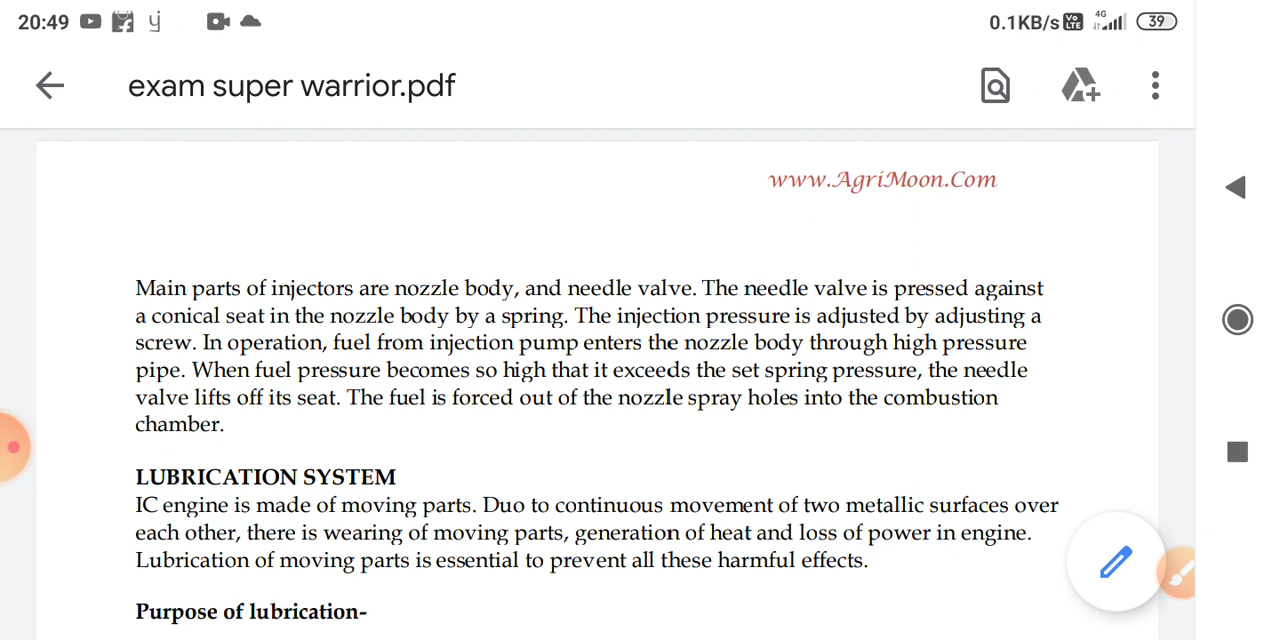 20:49
0.1KB/s Vo LTE 4G 39
exam super warrior.pdf
www.AgriMoon.Com
Main parts of injectors are nozzle body, and needle valve. The needle valve is pressed against
a conical seat in the nozzle body by a spring. The injection pressure is adjusted by adjusting a
screw. In operation, fuel from injection pump enters the nozzle body through high pressure
pipe. When fuel pressure becomes so high that it exceeds the set spring pressure, the needle
valve lifts off its seat. The fuel is forced out of the nozzle spray holes into the combustion
chamber.
LUBRICATION SYSTEM
IC engine is made of moving parts. Duo to continuous movement of two metallic surfaces over
each other, there is wearing of moving parts, generation of heat and loss of power in engine.
Lubrication of moving parts is essential to prevent all these harmful effects.
Purpose of lubrication-